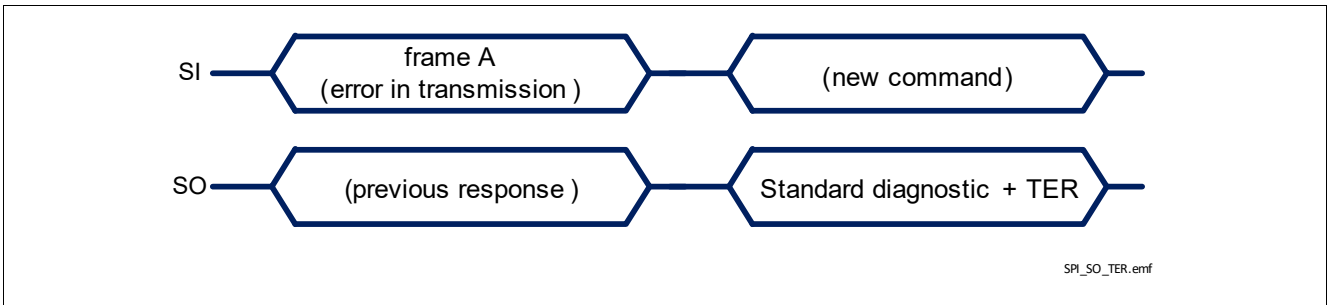 SI
frame A
(error in transmission )
(new command)
SO
(previous response )
Standard diagnostic + TER
SPI_SO_TER.emf